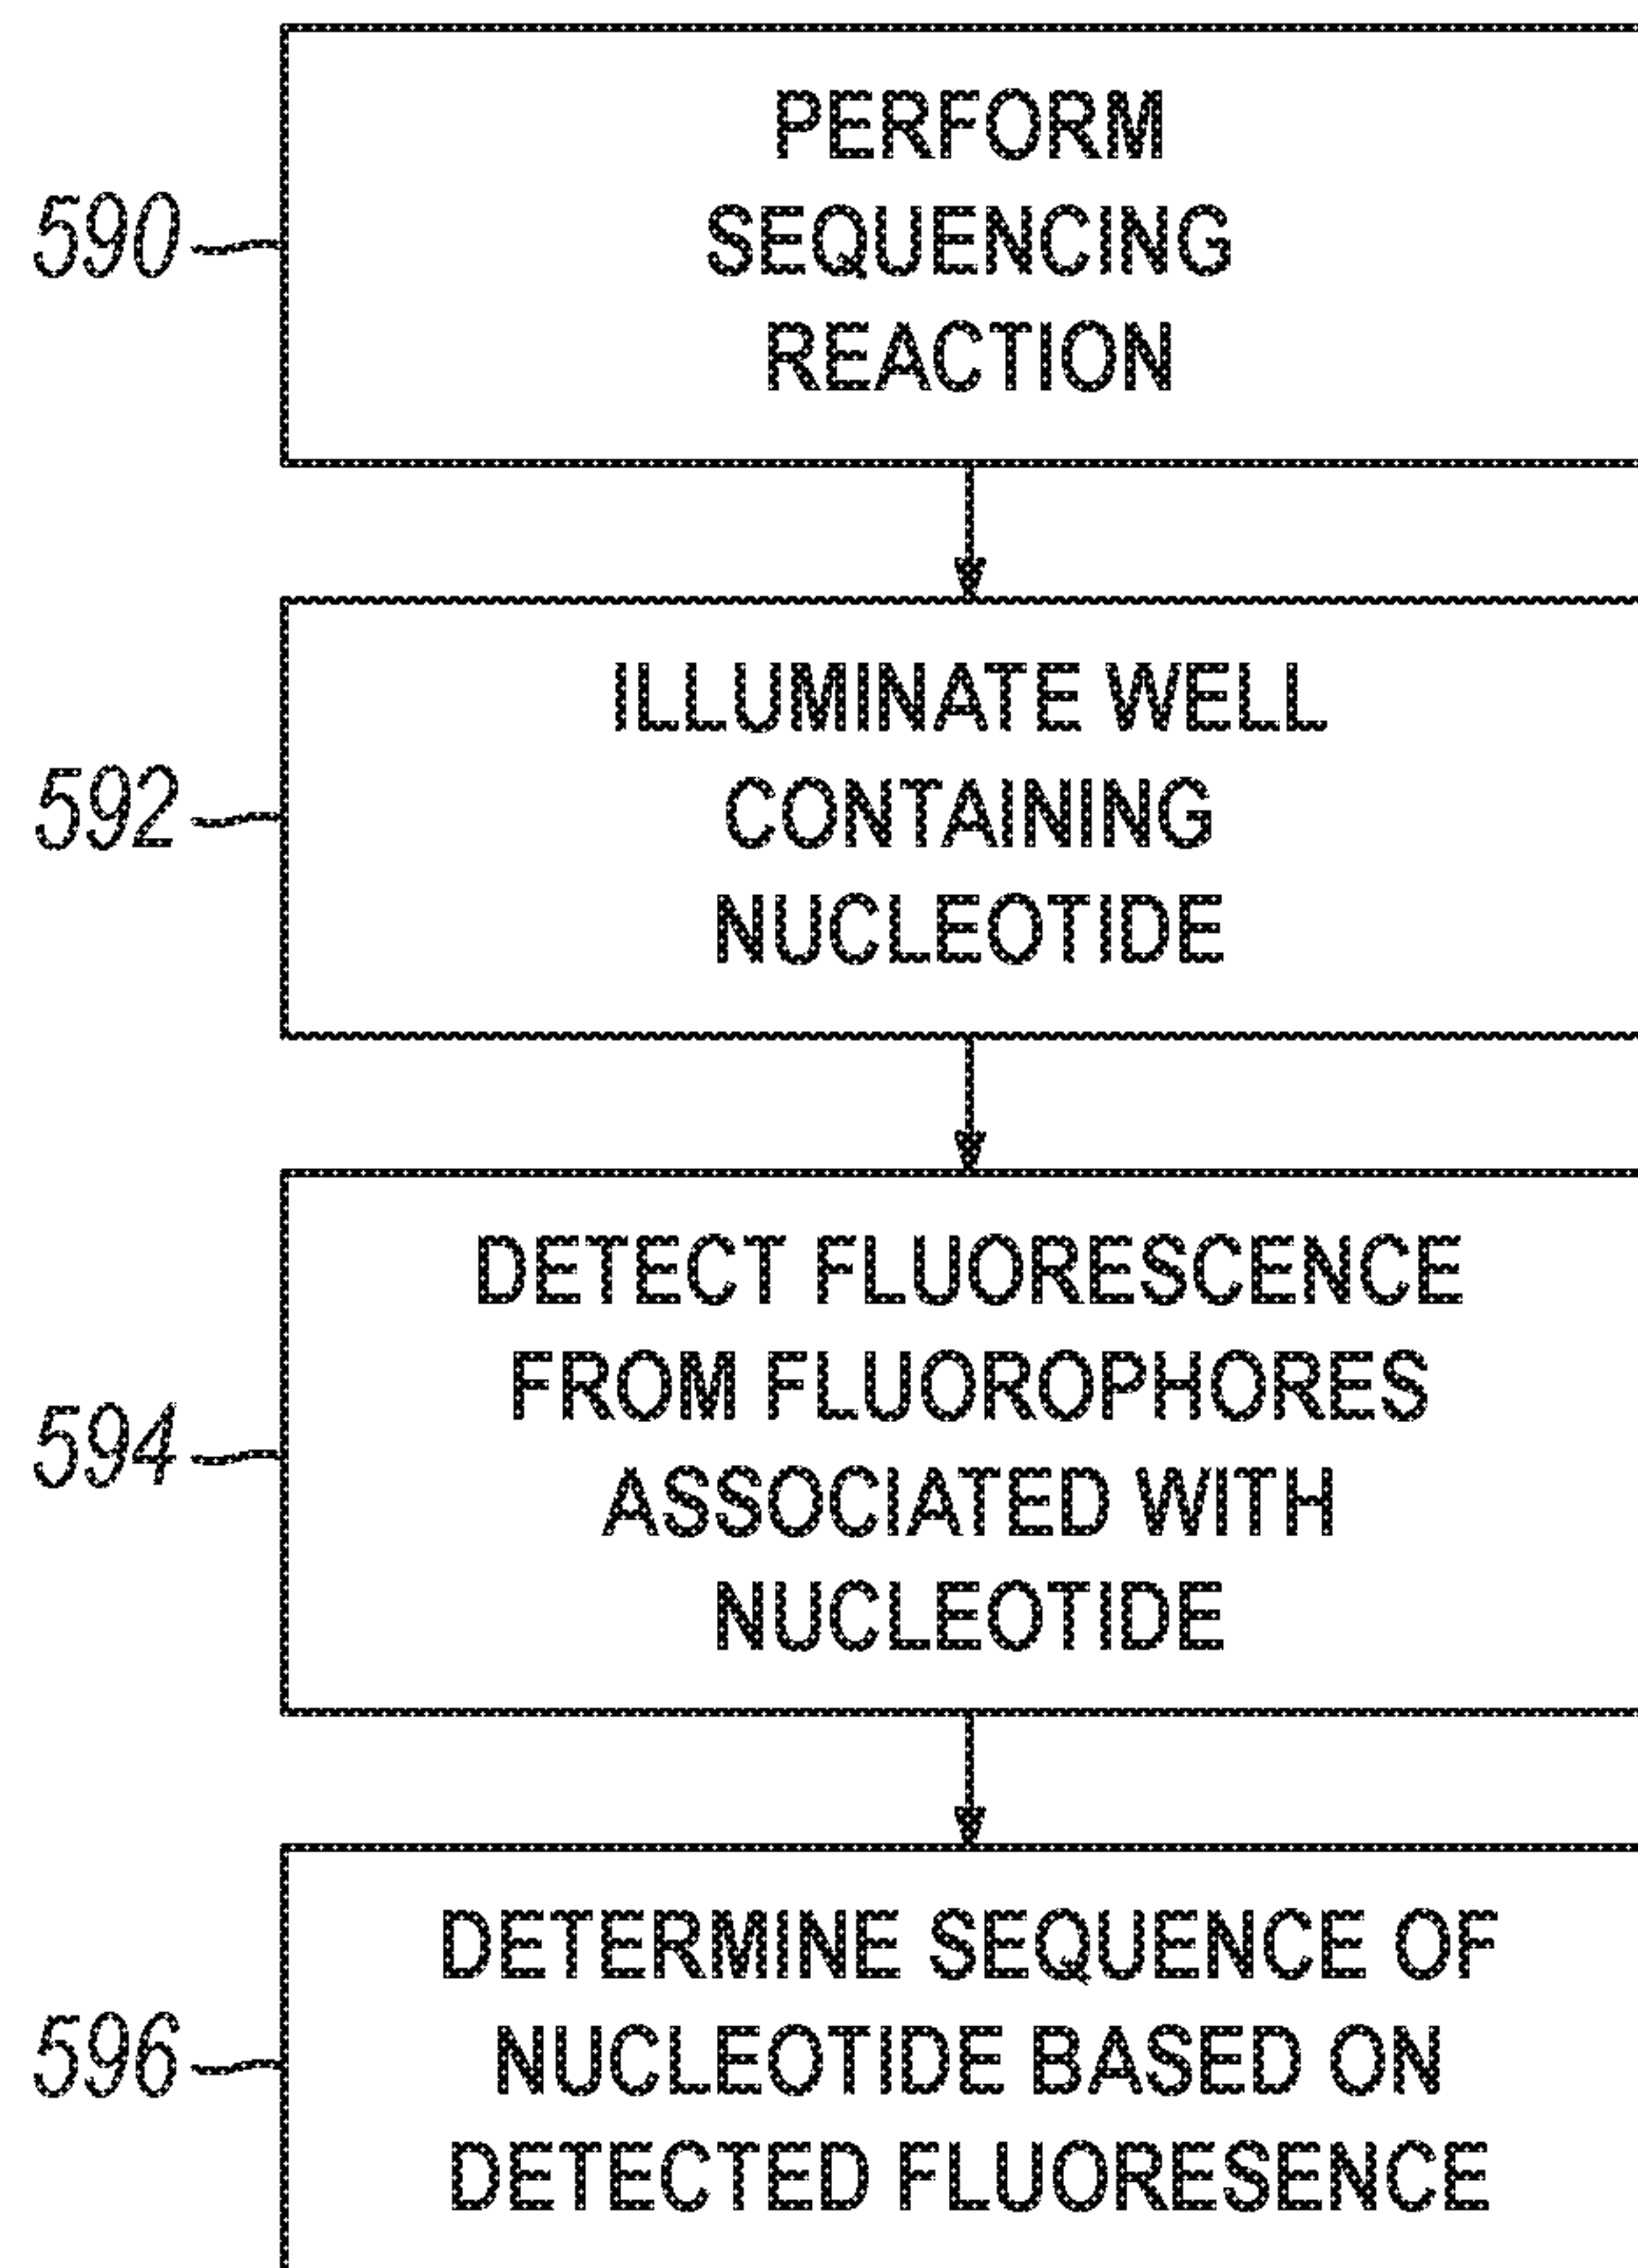 PERFORM
590
SEQUENCING
REACTION
ILLUMINATE WELL
592
CONTAINING
NUCLEOTIDE
DETECT FLUORESCENCE
FROM FLUOROPHORES
594
ASSOCIATED WITH
NUCLEOTIDE
DETERMINE SEQUENCE OF
596
NUCLEOTIDE BASED ON
DETECTED FLUORESENCE